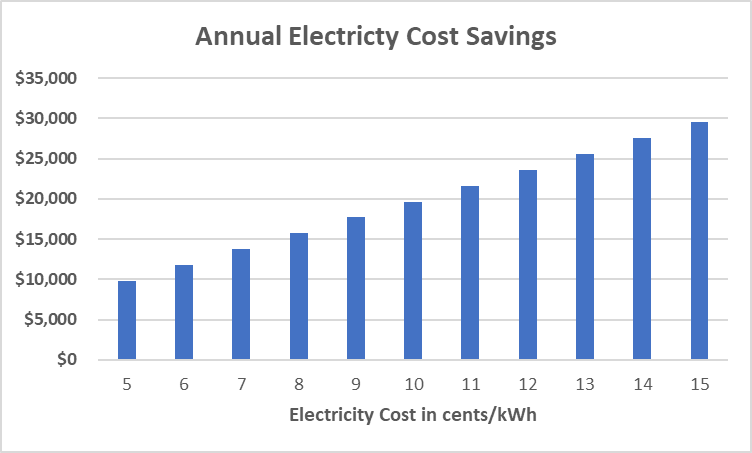 Annual Electricty Cost Savings
$35,000
$30,000
$25,000
$20,000
$15,000
$10,000
$5,000
$0
5 6 7 8 9 10 11 12 13 14 15
Electricity Cost in cents/kWh